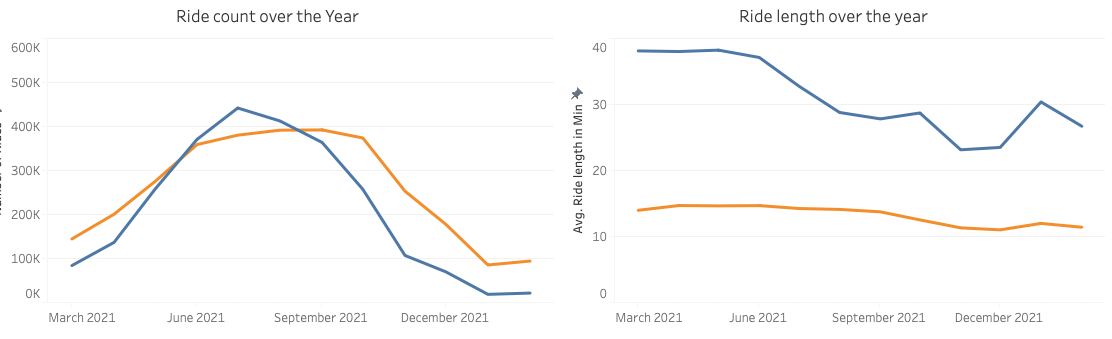 Ride count over the Year
600K
500K
400K
300K
200K
100K
0K
March 2021
June 2021
September 2021
December 2021
Ride length over the year
Avg. Ride length in Min
40
30
20
10
0
March 2021
June 2021
September 2021
December 2021